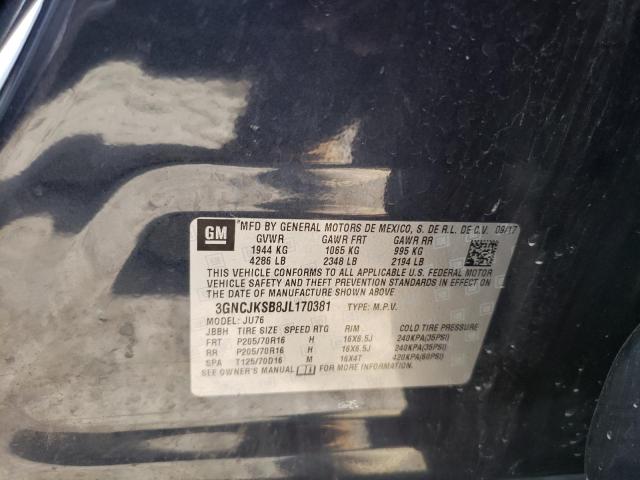 GM
MFD BY GENERAL MOTORS DE MEXICO, S. DE R.L. DE C.V. 09/17
GVWR GAWR FRT GAWR RR
1944 KG 1065 KG 995 KG
4286 LB 2348 LB 2194 LB
THIS VEHICLE CONFORMS TO ALL APPLICABLE U.S. FEDERAL MOTOR
VEHICLE SAFETY AND THEFT PREVENTION STANDARDS IN EFFECT ON
THE DATE OF MANUFACTURE SHOWN ABOVE.
3GNCJKSB8JL170381 TYPE: M.P.V.
MODEL: JU76
JBBH TIRE SIZE SPEED RTG RIM COLD TIRE PRESSURE
FRT P205/70R16 H 16X6.5J 240KPA(35PSI)
RR P205/70R16 H 16X6.5J 240KPA(35PSI)
SPA T125/70D16 M 16X4T 420KPA(60PSI)
SEE OWNER'S MANUAL FOR MORE INFORMATION.